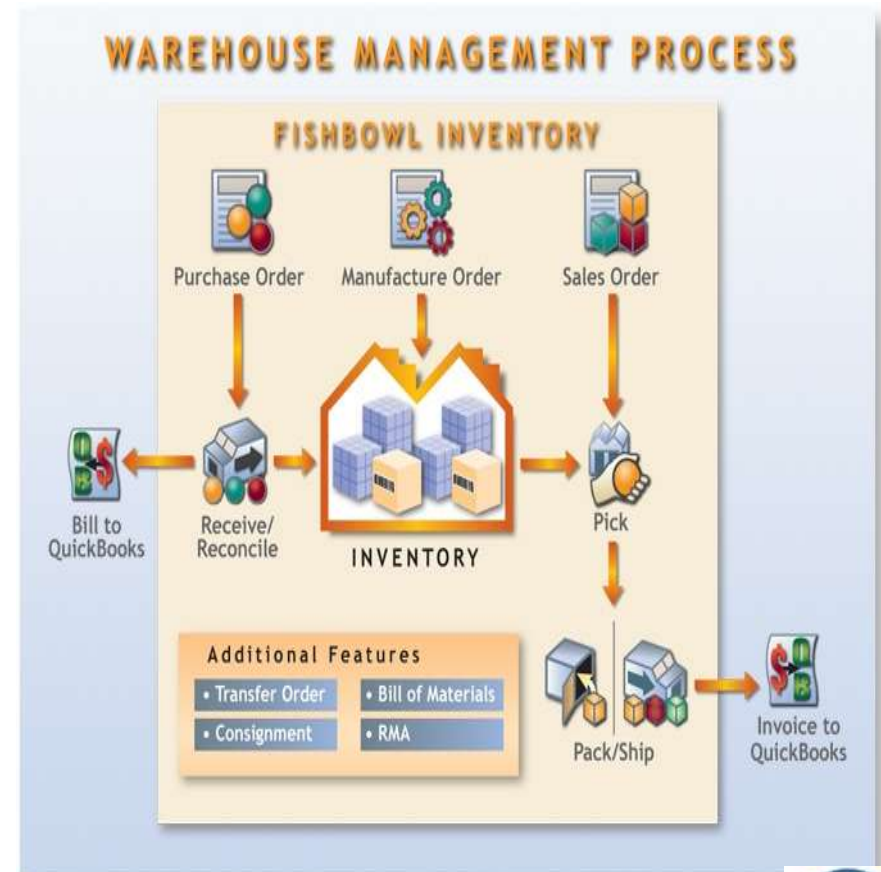 WAREHOUSE MANAGEMENT PROCESS
FISHBOWL INVENTORY
Purchase Order
Manufacture Order
Sales Order
Bill to
QuickBooks
Receive/
Reconcile
INVENTORY
Pick
Additional Features
• Transfer Order
• Bill of Materials
• Consignment
• RMA
Pack/Ship
Invoice to
QuickBooks